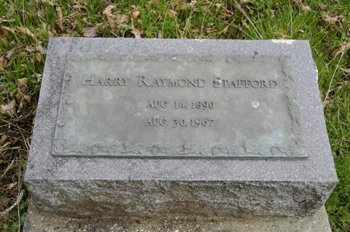 Harry Raymond Stafford
Aug. 14, 1890
Aug. 30, 1967